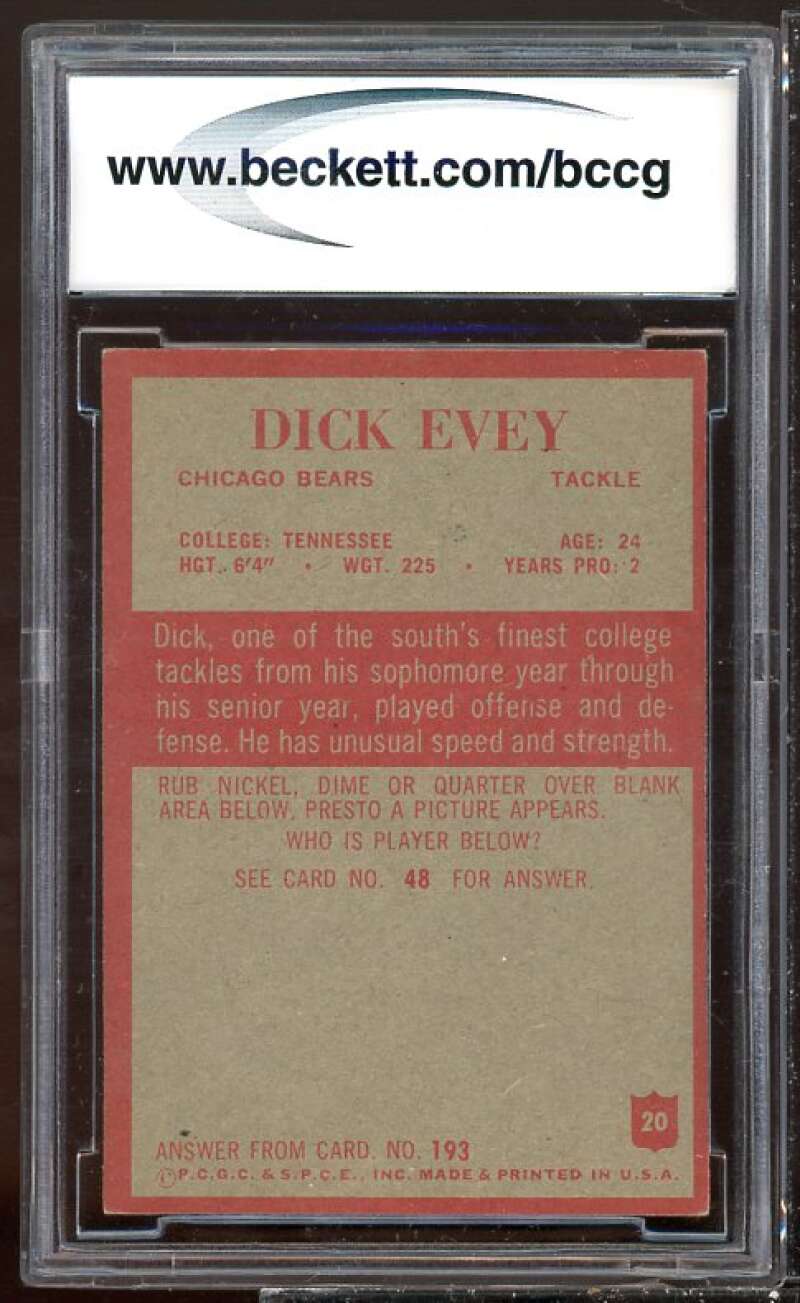 www.beckett.com/bccg
DICK EVEY
CHICAGO BEARS TACKLE
COLLEGE: TENNESSEE AGE: 24
HGT. 6'4" • WGT. 225 • YEARS PRO: 2
Dick, one of the south's finest college
tackles from his sophomore year through
his senior year, played offense and de-
fense. He has unusual speed and strength.
RUB NICKEL, DIME OR QUARTER OVER BLANK
AREA BELOW, PRESTO A PICTURE APPEARS.
WHO IS PLAYER BELOW?
SEE CARD NO. 48 FOR ANSWER.
20
ANSWER FROM CARD. NO. 193
©P.C.G.C. & S.P.C.E., INC. MADE & PRINTED IN U.S.A.